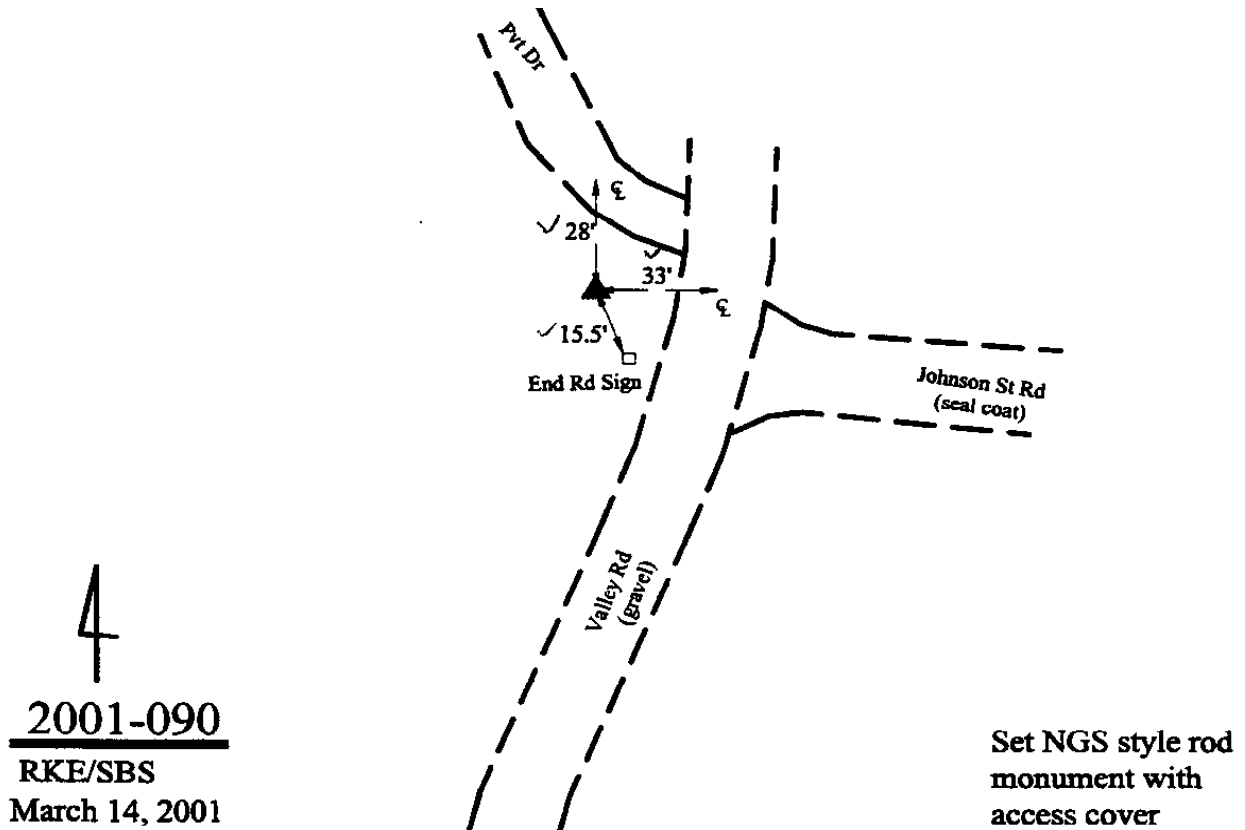 Pvt Dr
℄
✓ 28'
✓
33'
℄
✓ 15.5'
End Rd Sign
Johnson St Rd
(seal coat)
Valley Rd
(gravel)
2001-090
RKE/SBS
March 14, 2001
Set NGS style rod
monument with
access cover